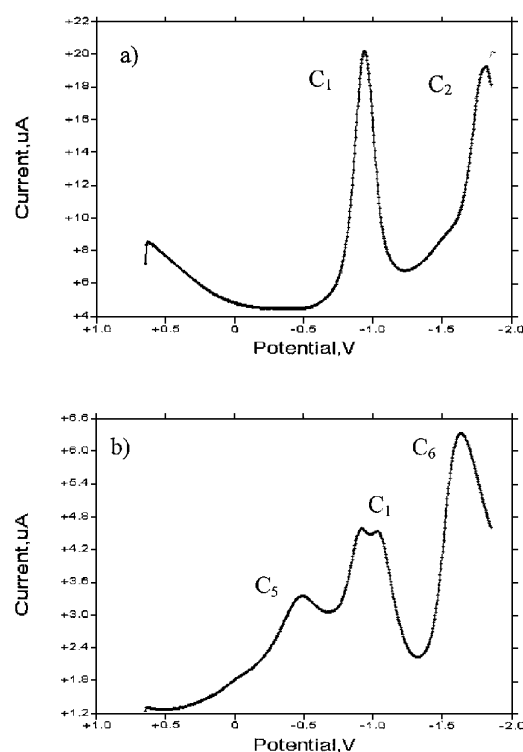 +22
a)
+20
C1
C2
+18
+16
Current,uA
+14
+12
+10
+8
+6
+4
+1.0 +0.5 0 -0.5 -1.0 -1.5 -2.0
Potential,V
+6.6
b)
C6
+6.0
+5.4
C1
+4.8
Current,uA
+4.2
C5
+3.6
+3.0
+2.4
+1.8
+1.2
+1.0 +0.5 0 -0.5 -1.0 -1.5 -2.0
Potential,V